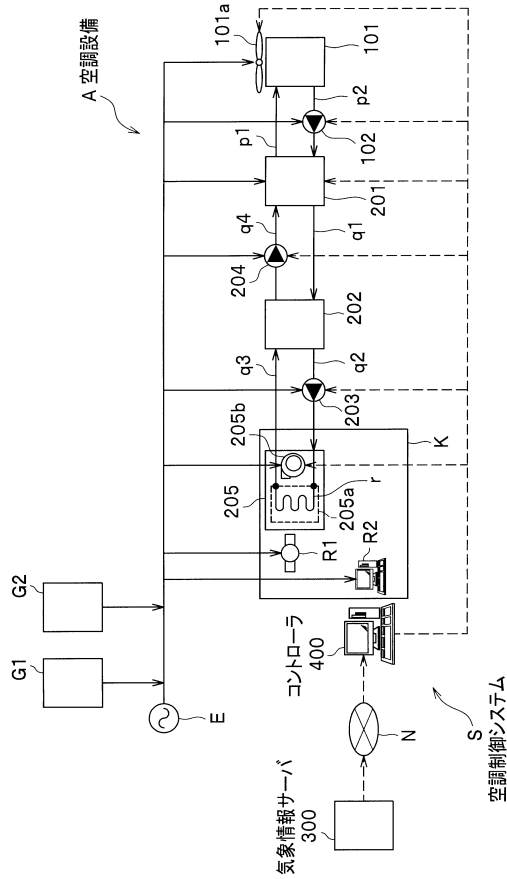 A 空調設備
G2
G1
E
101a
101
p1
p2
102
201
q4
q1
204
202
q3
q2
203
205b
205
205a
r
K
R1
R2
コントローラ
400
N
気象情報サーバ
300
S
空調制御システム